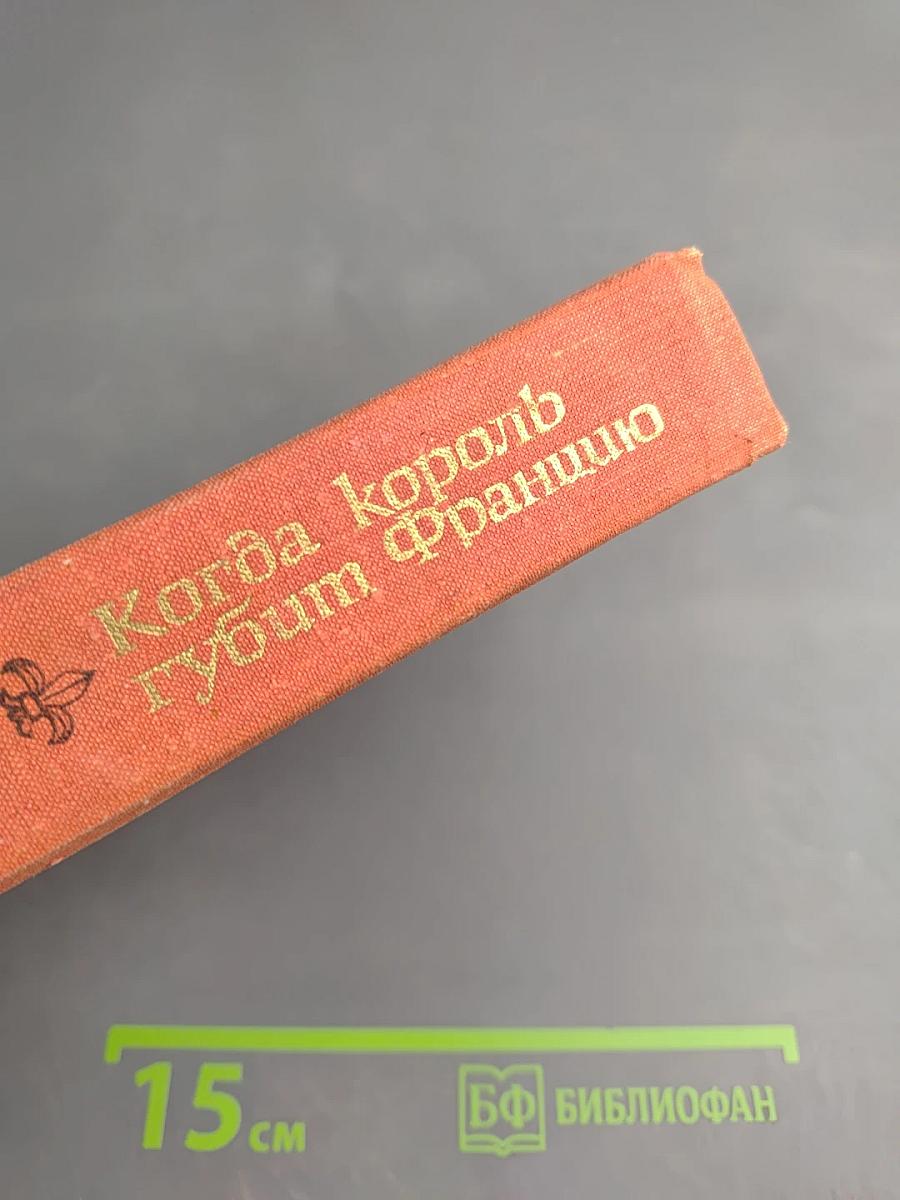 Когда король
губит Францию
15 см
БФ БИБЛИОФАН